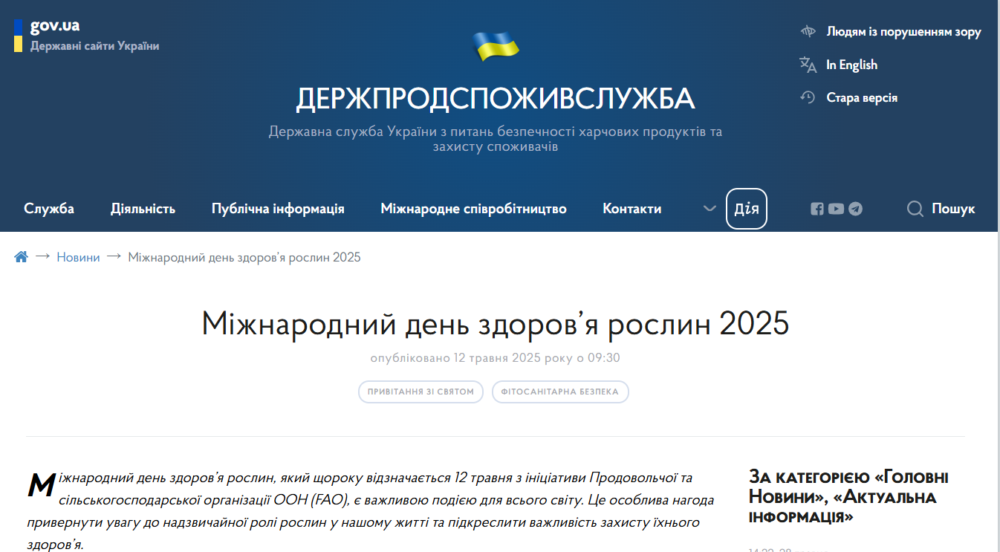 gov.ua
Державні сайти України
Людям із порушенням зору
In English
Стара версія
ДЕРЖПРОДСПОЖИВСЛУЖБА
Державна служба України з питань безпечності харчових продуктів та
захисту споживачів
Служба Діяльність Публічна інформація Міжнародне співробітництво Контакти Дія Пошук
Новини → Міжнародний день здоров’я рослин 2025
Міжнародний день здоров’я рослин 2025
опубліковано 12 травня 2025 року о 09:30
ПРИВІТАННЯ ЗІ СВЯТОМ ФІТОСАНІТАРНА БЕЗПЕКА
Міжнародний день здоров’я рослин, який щороку відзначається 12 травня з ініціативи Продовольчої та
сільськогосподарської організації ООН (FAO), є важливою подією для всього світу. Це особлива нагода
привернути увагу до надзвичайної ролі рослин у нашому житті та підкреслити важливість захисту їхнього
здоров’я.
За категорією «Головні
Новини», «Актуальна
інформація»